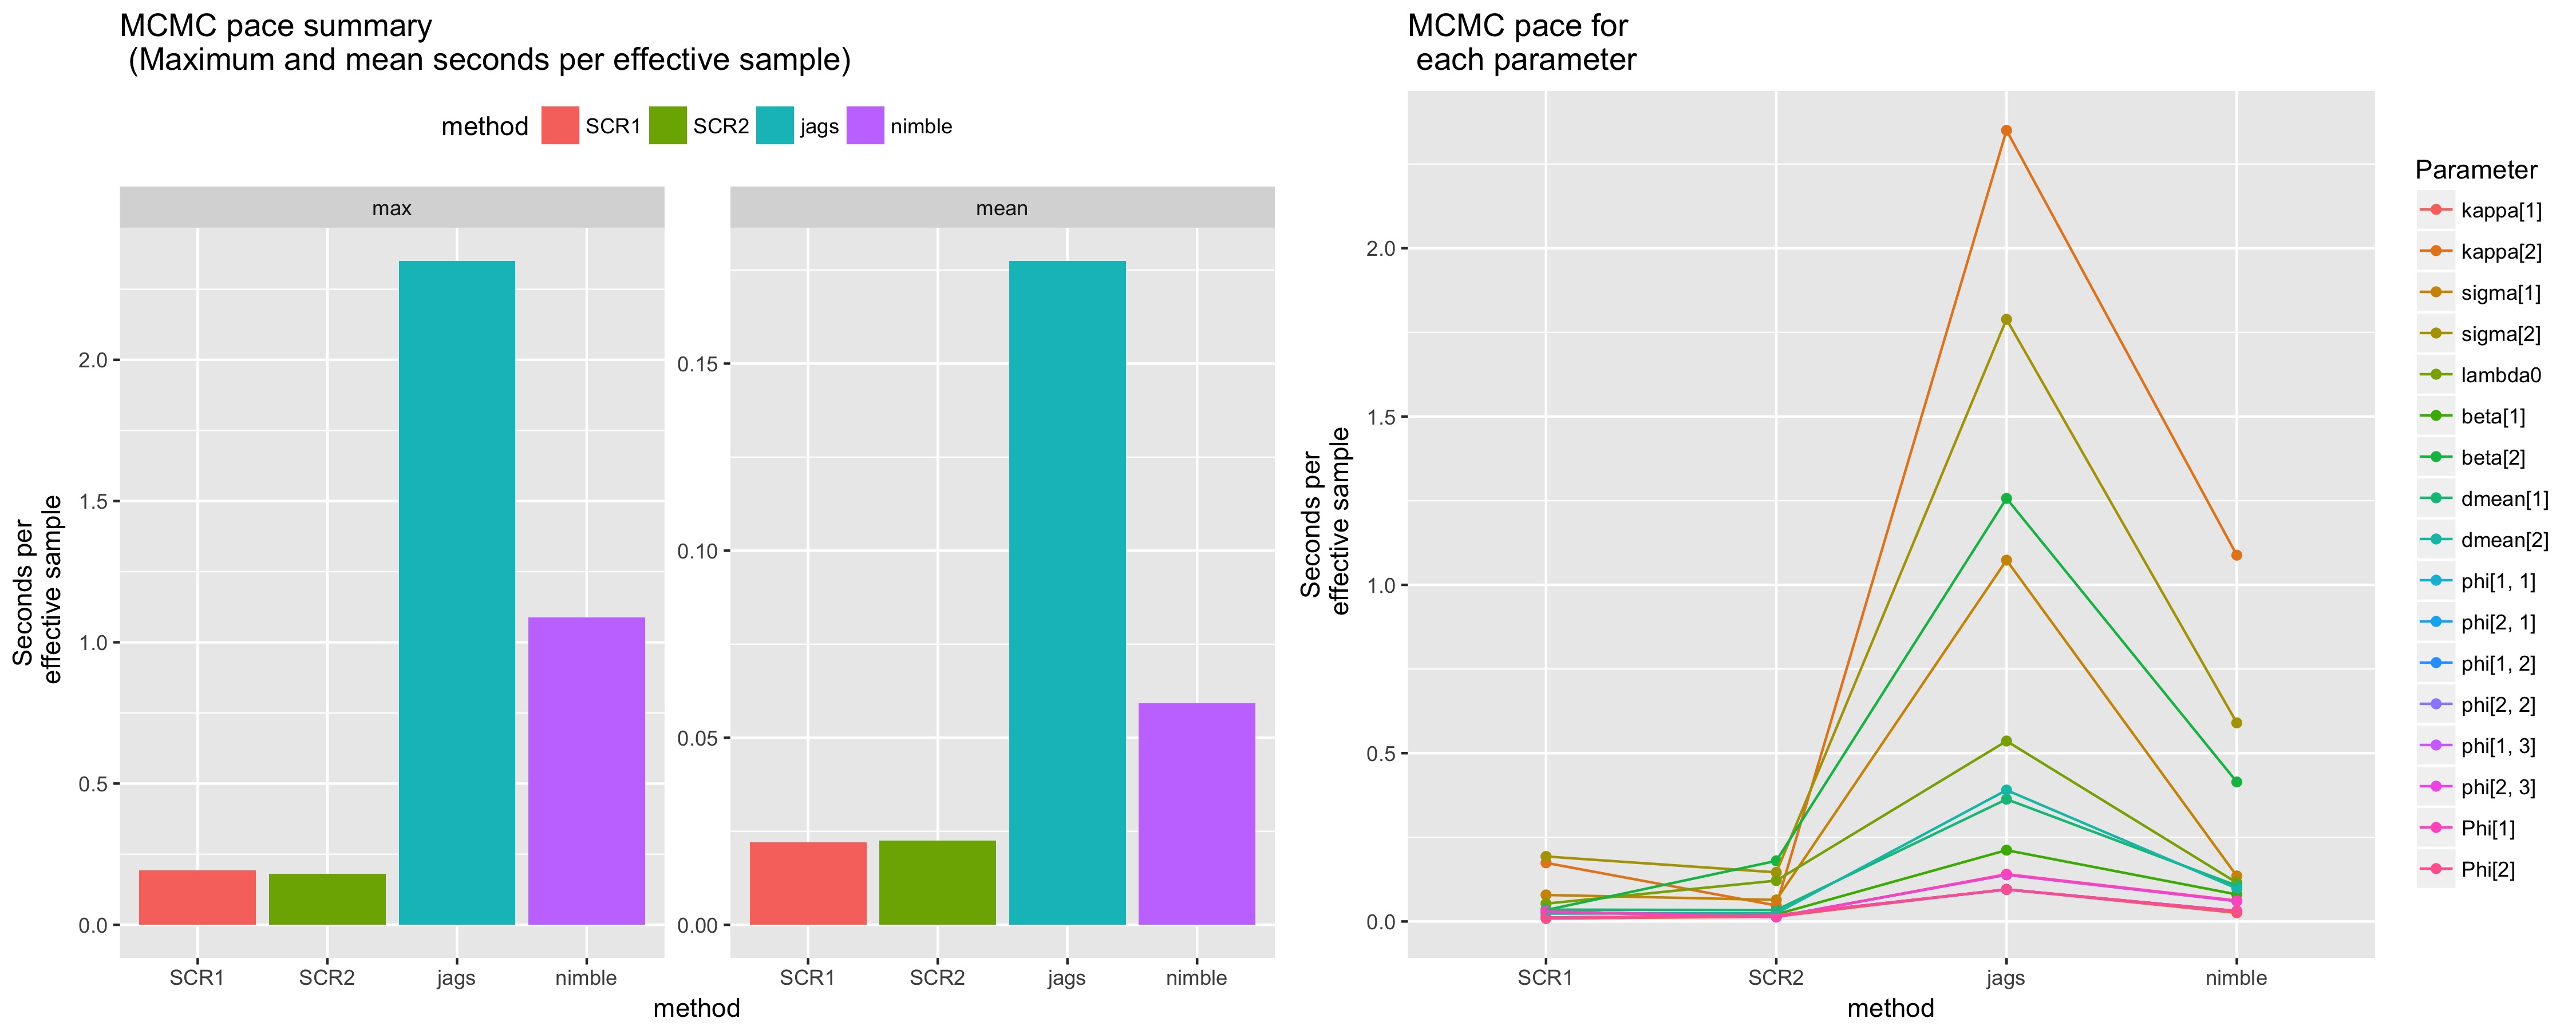 MCMC pace summary
(Maximum and mean seconds per effective sample)
method SCR1 SCR2 jags nimble
max
mean
Seconds per
effective sample
2.0
1.5
1.0
0.5
0.0
0.15
0.10
0.05
0.00
SCR1 SCR2 jags nimble
SCR1 SCR2 jags nimble
method
MCMC pace for
each parameter
Seconds per
effective sample
2.0
1.5
1.0
0.5
0.0
SCR1 SCR2 jags nimble
method
Parameter
kappa[1]
kappa[2]
sigma[1]
sigma[2]
lambda0
beta[1]
beta[2]
dmean[1]
dmean[2]
phi[1, 1]
phi[2, 1]
phi[1, 2]
phi[2, 2]
phi[1, 3]
phi[2, 3]
Phi[1]
Phi[2]